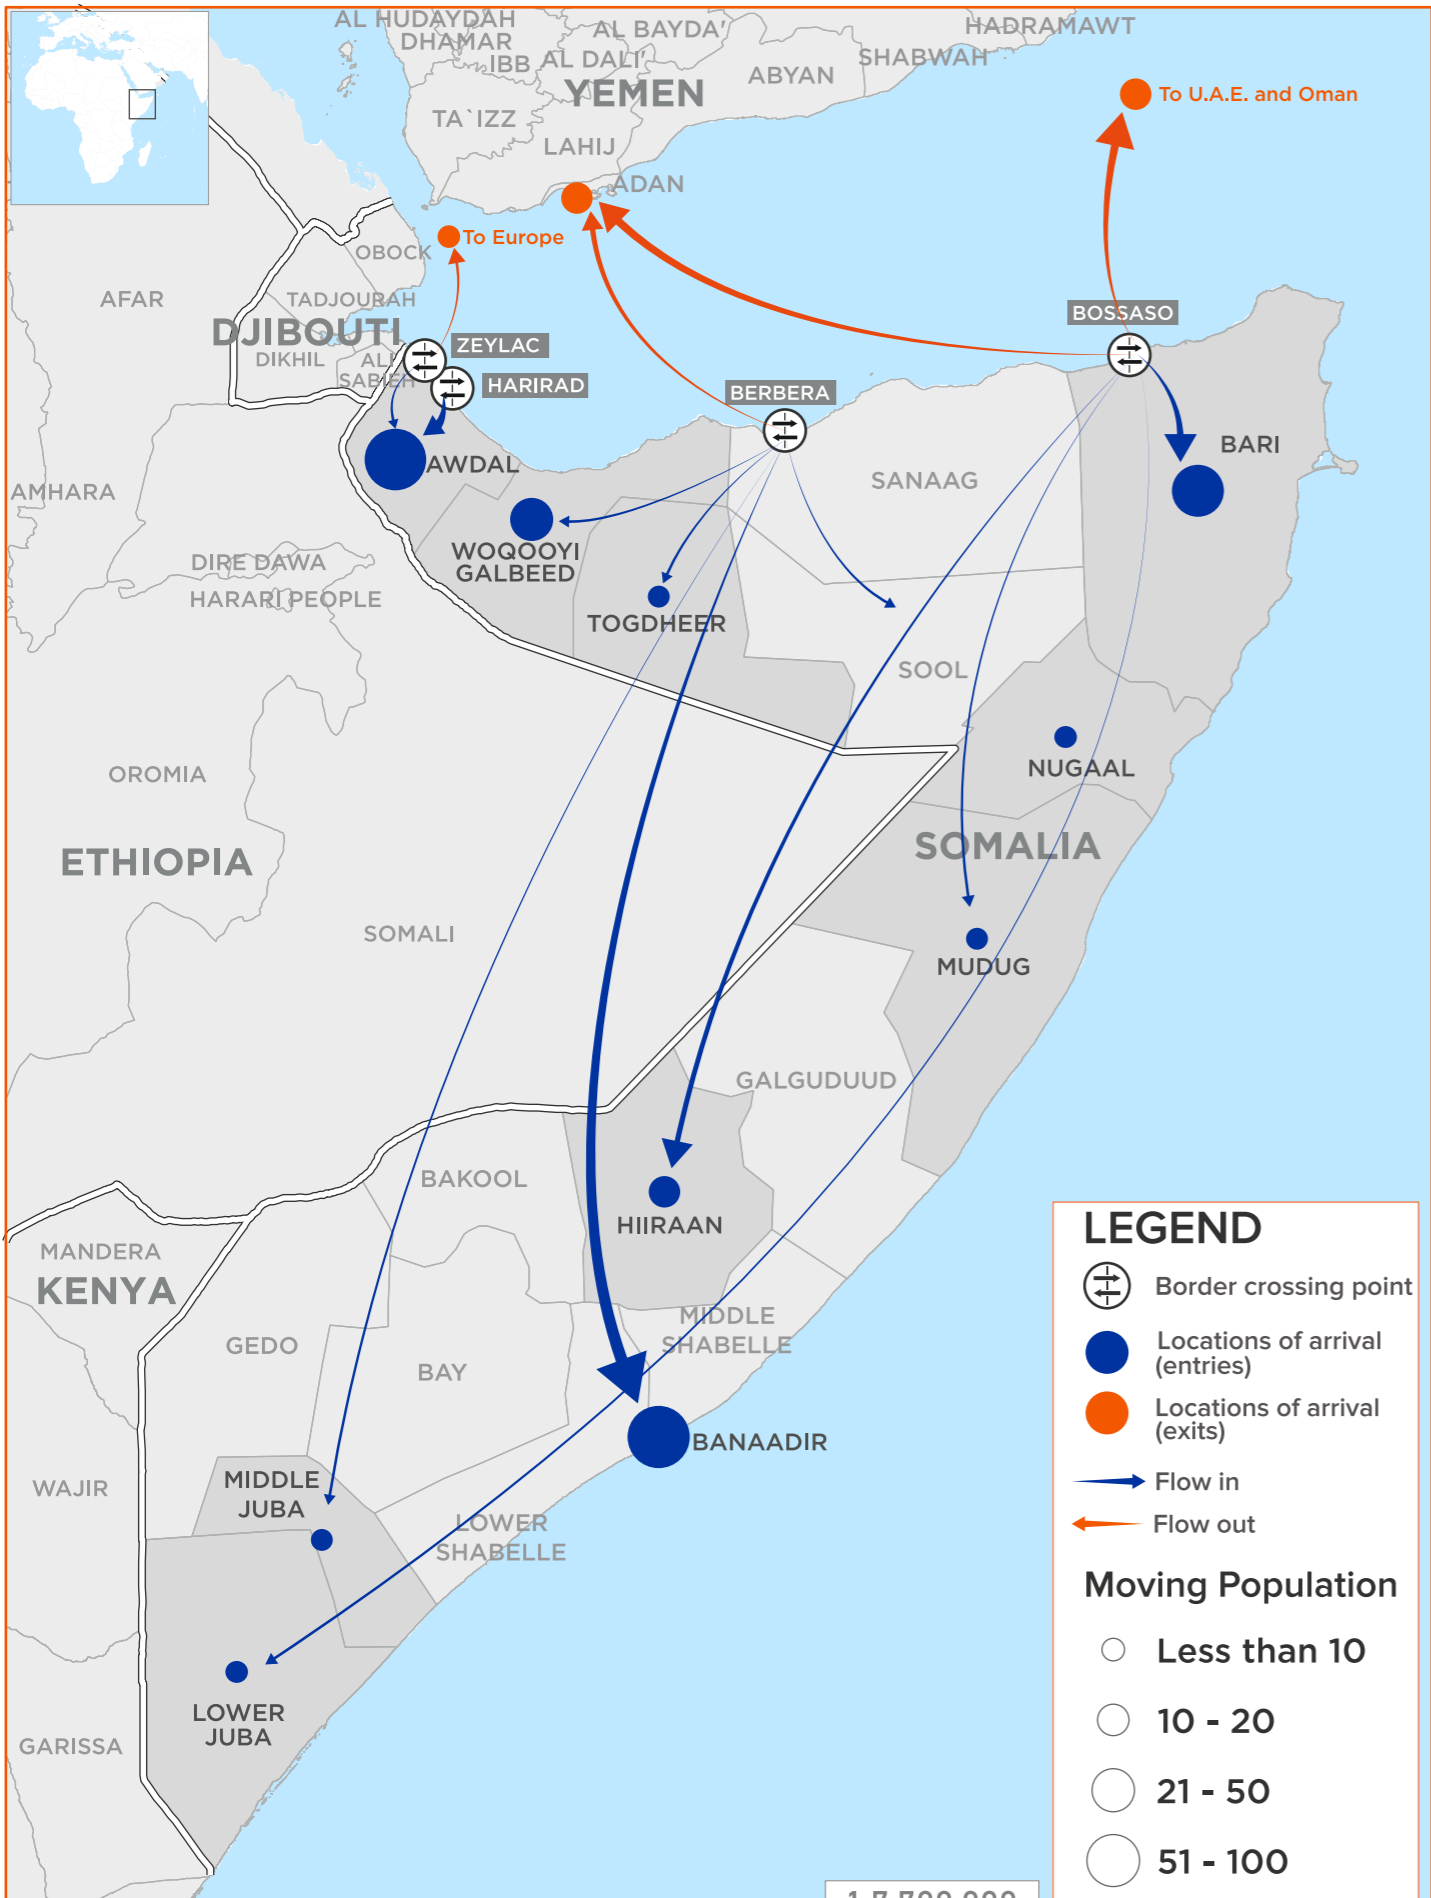 AL HUDAYDAH
DHAMAR
IBB
AL BAYDA'
AL DALI'
HADRAMAWT
SHABWAH
ABYAN
YEMEN
TA`IZZ
LAHIJ
ADAN
To U.A.E. and Oman
To Europe
OBOCK
AFAR
TADJOURAH
DJIBOUTI
DIKHIL
ALI
SABIEH
ZEYLAC
HARIRAD
BERBERA
BOSSASO
BARI
AWDAL
SANAAG
AMHARA
WOQOOYI
GALBEED
DIRE DAWA
HARARI PEOPLE
TOGDHEER
SOOL
NUGAAL
OROMIA
SOMALIA
ETHIOPIA
SOMALI
MUDUG
GALGUDUUD
BAKOOL
HIIRAAN
MANDERA
KENYA
GEDO
BAY
MIDDLE
SHABELLE
BANAADIR
WAJIR
MIDDLE
JUBA
LOWER
SHABELLE
LOWER
JUBA
GARISSA
LEGEND
Border crossing point
Locations of arrival
(entries)
Locations of arrival
(exits)
Flow in
Flow out
Moving Population
Less than 10
10 - 20
21 - 50
51 - 100